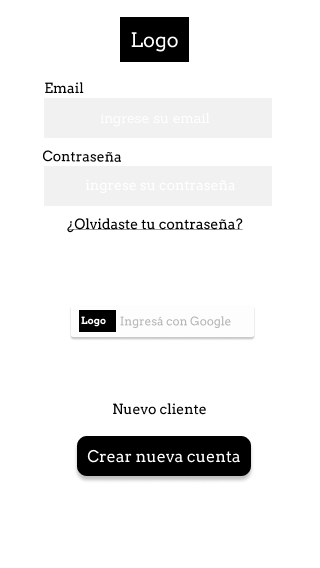 Logo
Email
ingrese su email
Contraseña
Ingrese su contraseña
¿Olvidaste tu contraseña?
Logo Ingresá con Google
Nuevo cliente
Crear nueva cuenta